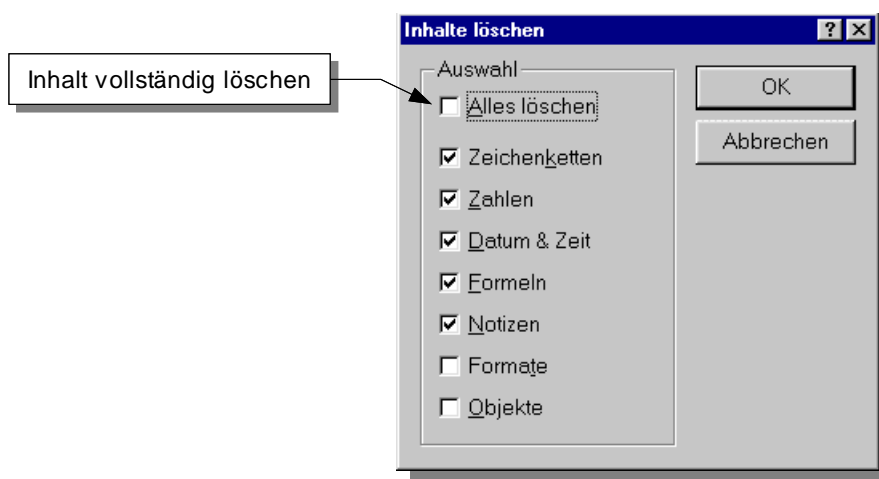 Inhalte löschen
Inhalt vollständig löschen
Auswahl
Alles löschen
Zeichenketten
Zahlen
Datum & Zeit
Formeln
Notizen
Formate
Objekte
OK
Abbrechen